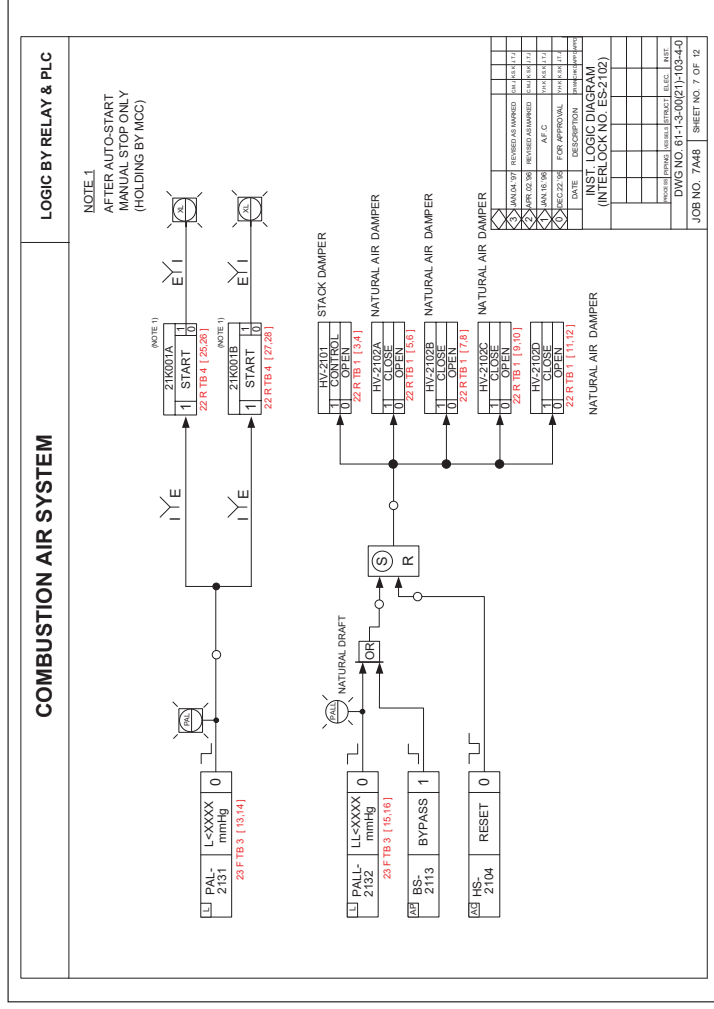 COMBUSTION AIR SYSTEM
LOGIC BY RELAY & PLC
NOTE 1
AFTER AUTO-START
MANUAL STOP ONLY
(HOLDING BY MCC)
L
PAL-
2131
L<XXXX
mmHg
0
23 F TB 3 [ 13,14 ]
PAL
I
E
(NOTE 1)
21K001A
1
START
1
0
22 R TB 4 [ 25,26 ]
E
I
XL
I
E
(NOTE 1)
21K001B
1
START
1
0
22 R TB 4 [ 27,28 ]
E
I
XL
L
PALL-
2132
LL<XXXX
mmHg
0
23 F TB 3 [ 15,16 ]
PALL
NATURAL DRAFT
AP
BS-
2113
BYPASS
1
HS-
2104
RESET
0
OR
S
R
HV-2101
1 CONTROL
0 OPEN
22 R TB 1 [ 3,4 ]
STACK DAMPER
HV-2102A
1 CLOSE
0 OPEN
22 R TB 1 [ 5,6 ]
NATURAL AIR DAMPER
HV-2102B
1 CLOSE
0 OPEN
22 R TB 1 [ 7,8 ]
NATURAL AIR DAMPER
HV-2102C
1 CLOSE
0 OPEN
22 R TB 1 [ 9,10 ]
NATURAL AIR DAMPER
HV-2102D
1 CLOSE
0 OPEN
22 R TB 1 [ 11,12 ]
NATURAL AIR DAMPER
3 JAN.04.'97 REVISED AS MARKED
2 APR.02.'96 REVISED AS MARKED
1 JAN.16.'96 A.F.C
0 DEC.22.'95 FOR APPROVAL
DATE DESCRIPTION
INST. LOGIC DIAGRAM
(INTERLOCK NO. ES-2102)
PROCESS PIPING VESSELS STRUCT ELEC. INST.
DWG NO. 61-1-3-00(21)-103-4-0
JOB NO. 7A48 SHEET NO. 7 OF 12